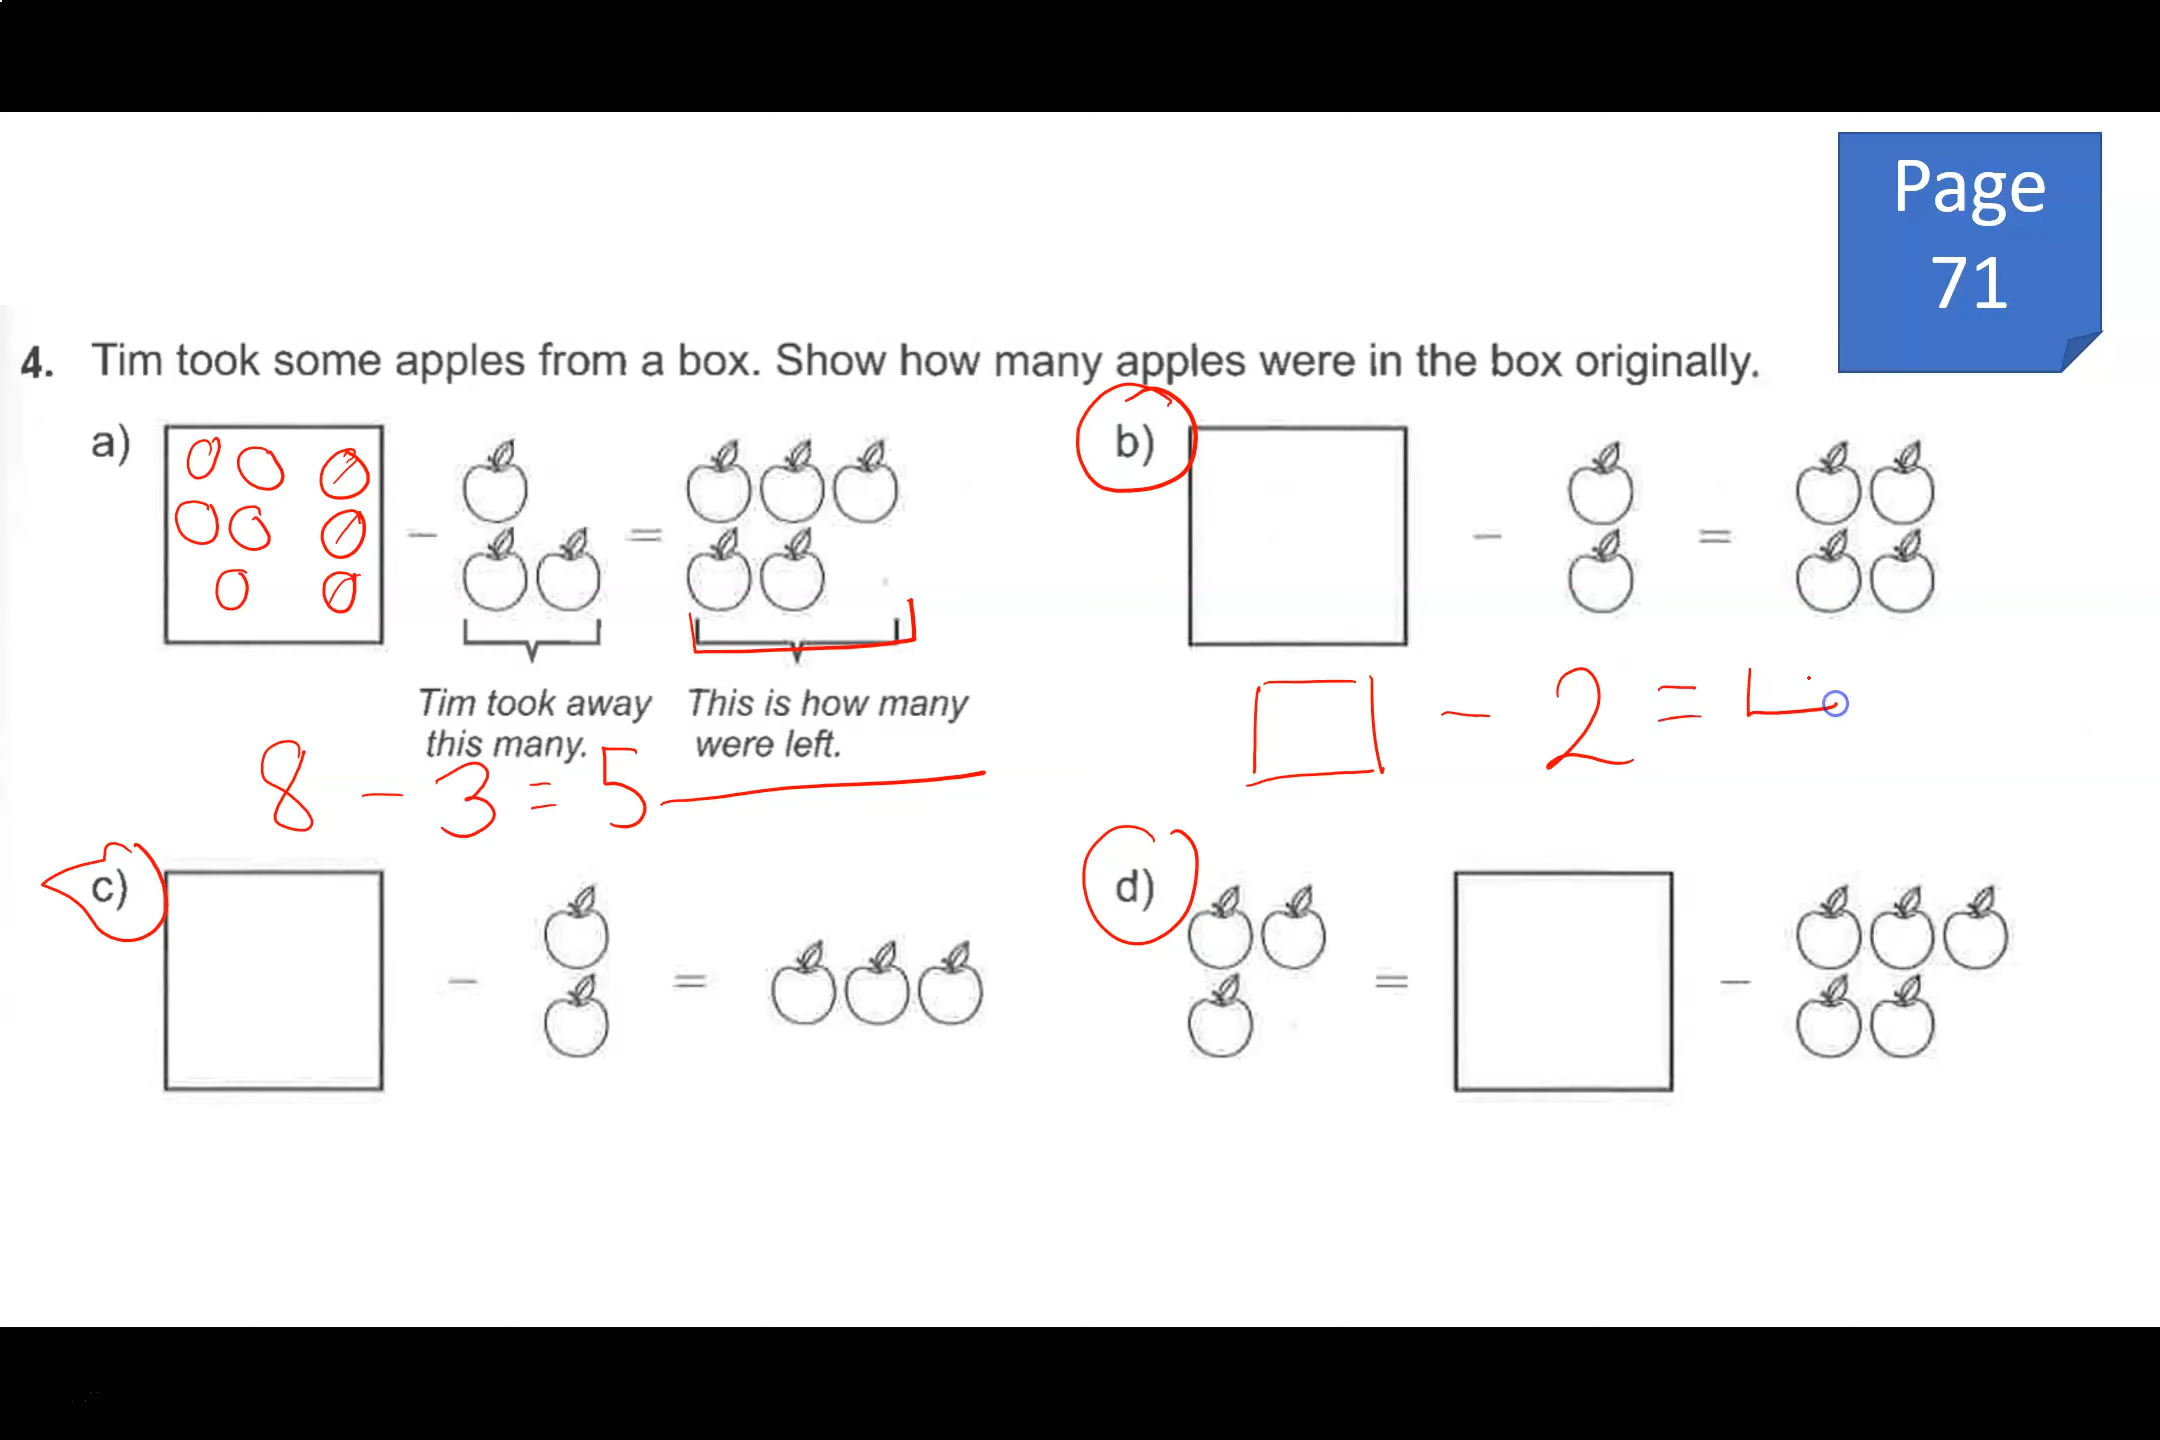 Page
71
4. Tim took some apples from a box. Show how many apples were in the box originally.
a)
− =
b)
− =
Tim took away
this many.
This is how many
were left.
8 − 3 = 5
□ − 2 =
c)
− =
d)
= −